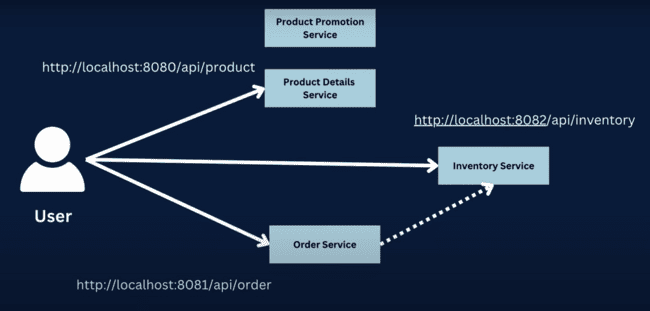 Product Promotion
Service
http://localhost:8080/api/product
Product Details
Service
http://localhost:8082/api/inventory
Inventory Service
User
Order Service
http://localhost:8081/api/order